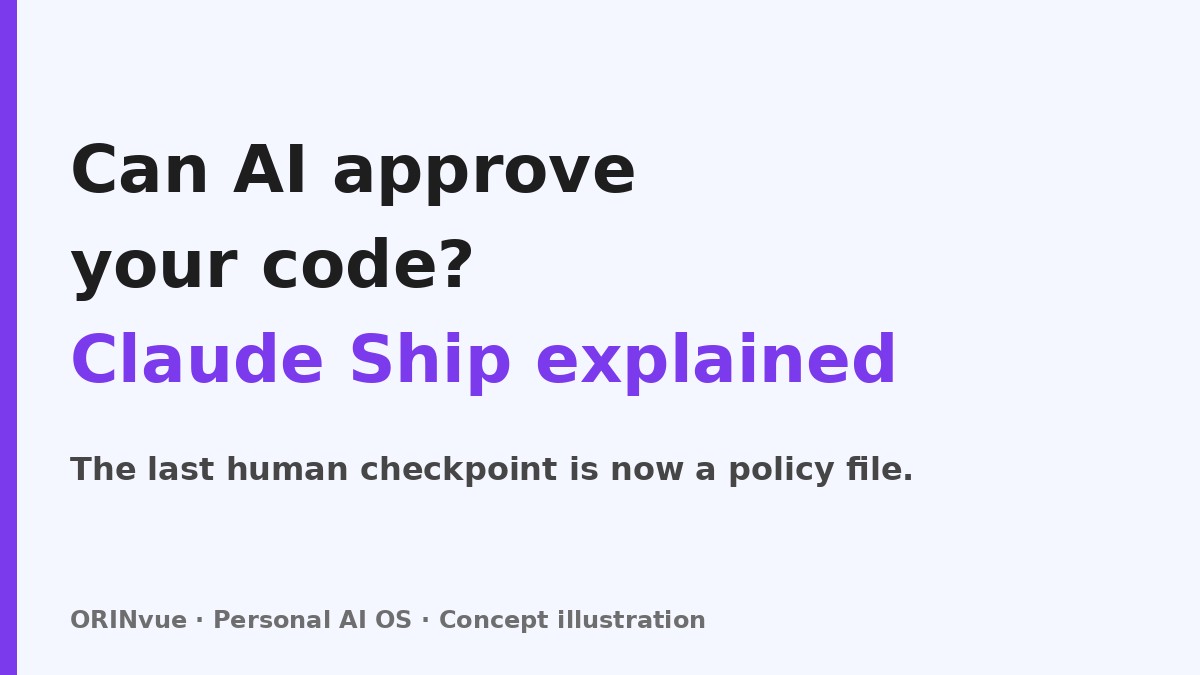 Can AI approve
your code?
Claude Ship explained
The last human checkpoint is now a policy file.
ORINvue · Personal AI OS · Concept illustration